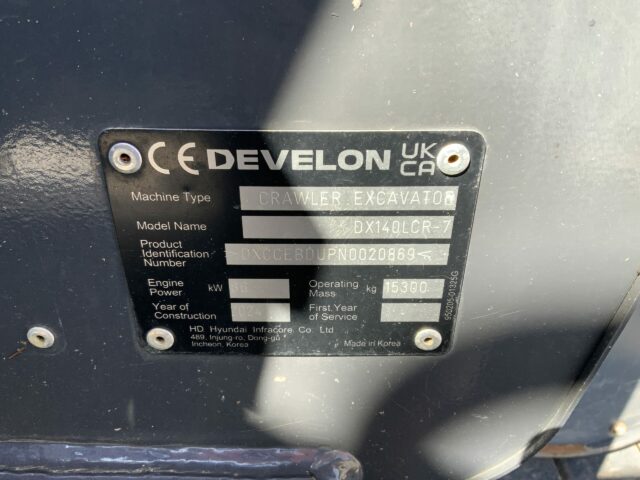 CE DEVELON UK CA
Machine Type CRAWLER EXCAVATOR
Model Name DX140LCR-7
Product Identification Number
Engine Power kW Operating Mass kg 15300
Year of Construction First Year of Service
HD Hyundai Infracore Co., Ltd
489, Injung-ro, Dong-gu
Incheon, Korea
Made in Korea
950205-01325G